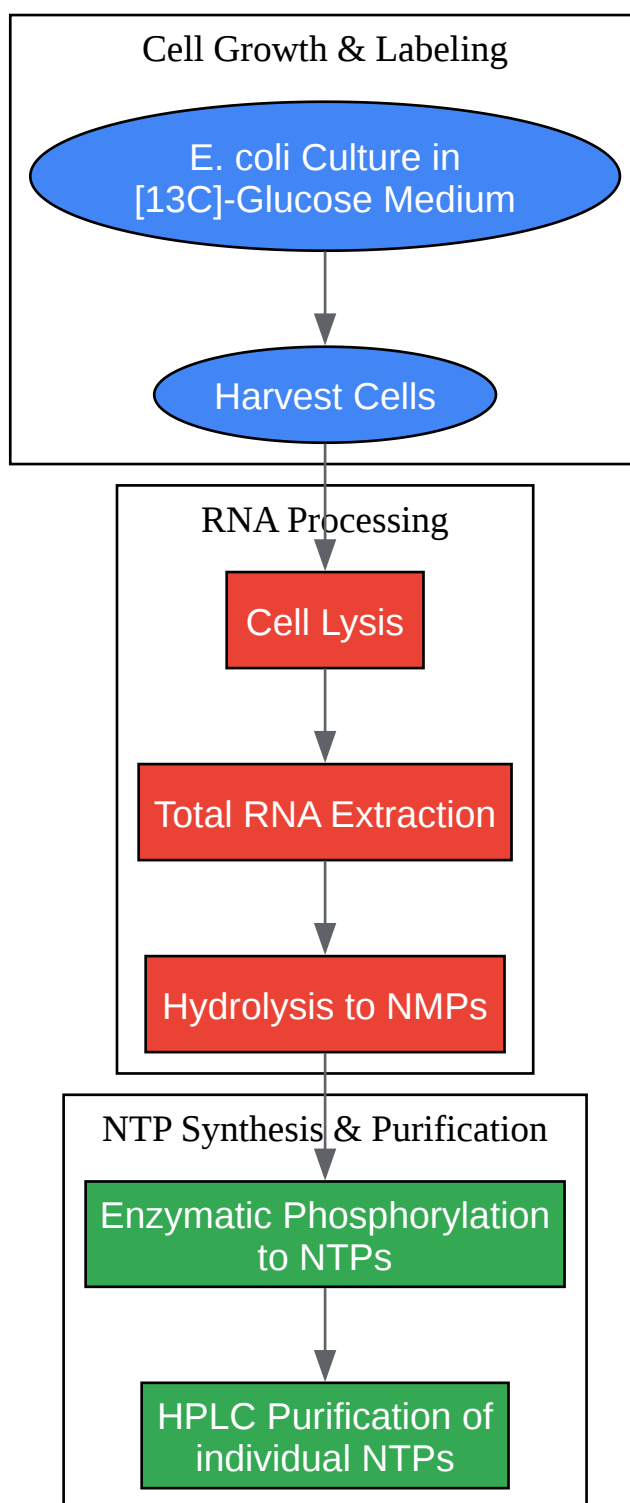 Cell Growth & Labeling
E. coli Culture in
[13C]-Glucose Medium
Harvest Cells
RNA Processing
Cell Lysis
Total RNA Extraction
Hydrolysis to NMPs
NTP Synthesis & Purification
Enzymatic Phosphorylation
to NTPs
HPLC Purification of
individual NTPs